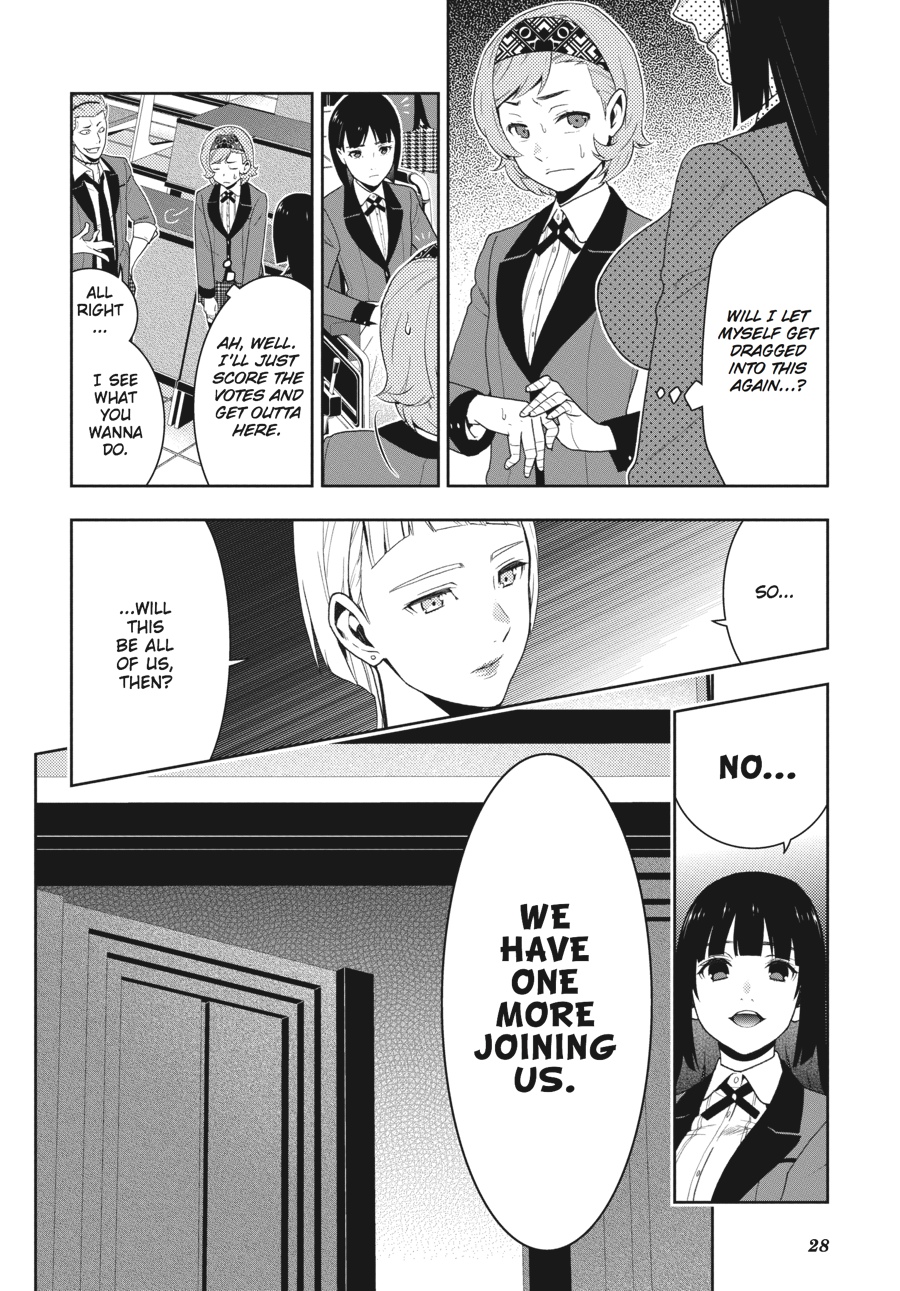 WILL I LET
MYSELF GET
DRAGGED
INTO THIS
AGAIN...?
AH, WELL.
I'LL JUST
SCORE THE
VOTES AND
GET OUTTA
HERE.
ALL
RIGHT
...
I SEE
WHAT
YOU
WANNA
DO.
SO...
...WILL
THIS
BE ALL
OF US,
THEN?
NO...
WE
HAVE
ONE
MORE
JOINING
US.
28